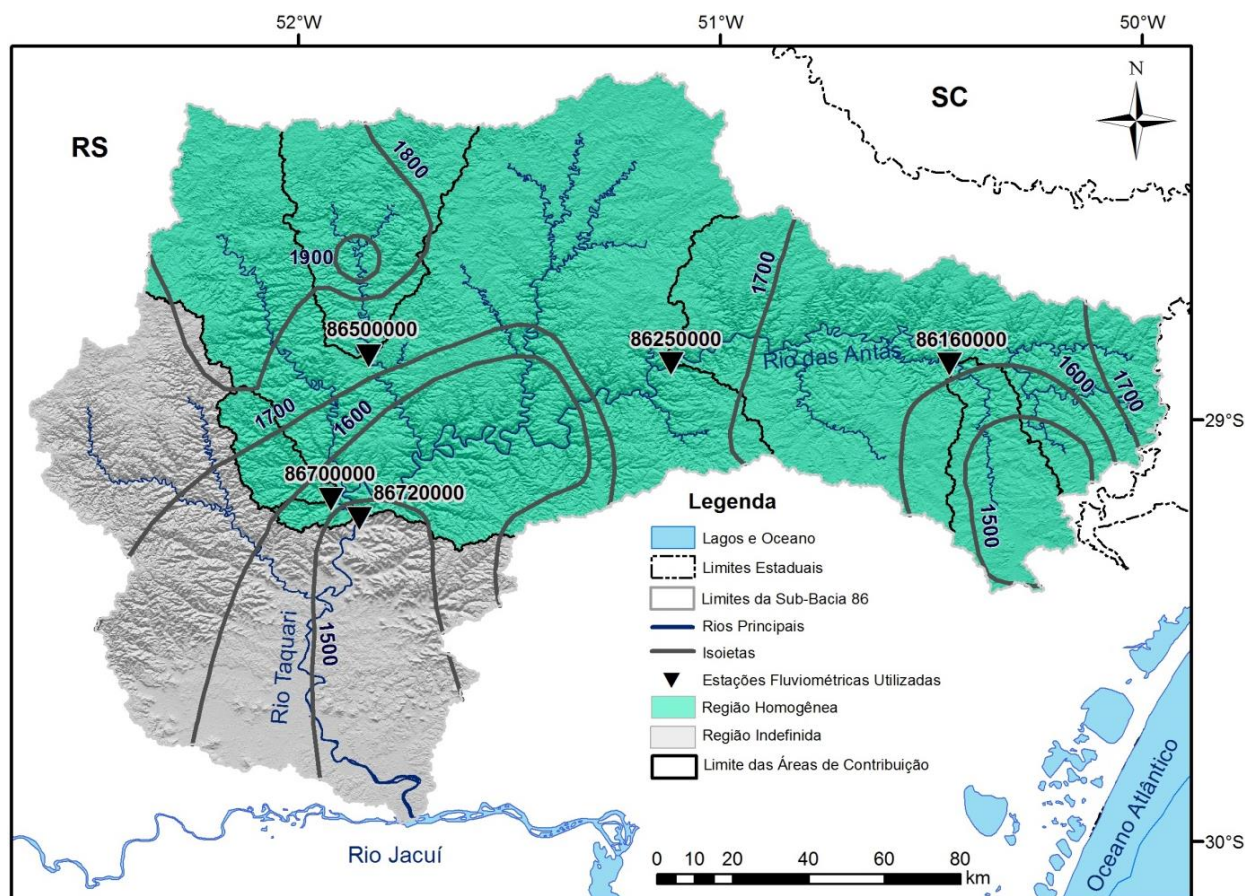 52°W
51°W
50°W
N
SC
RS
1800
1900
1700
86500000
86250000
86160000
Rio das Antas
1600
1700
1700
1600
29°S
86700000
86720000
1500
1500
Rio Taquari
Legenda
Lagos e Oceano
Limites Estaduais
Limites da Sub-Bacia 86
Rios Principais
Isoietas
Estações Fluviométricas Utilizadas
Região Homogênea
Região Indefinida
Limite das Áreas de Contribuição
Oceano Atlântico
30°S
Rio Jacuí
0 10 20 40 60 80
km